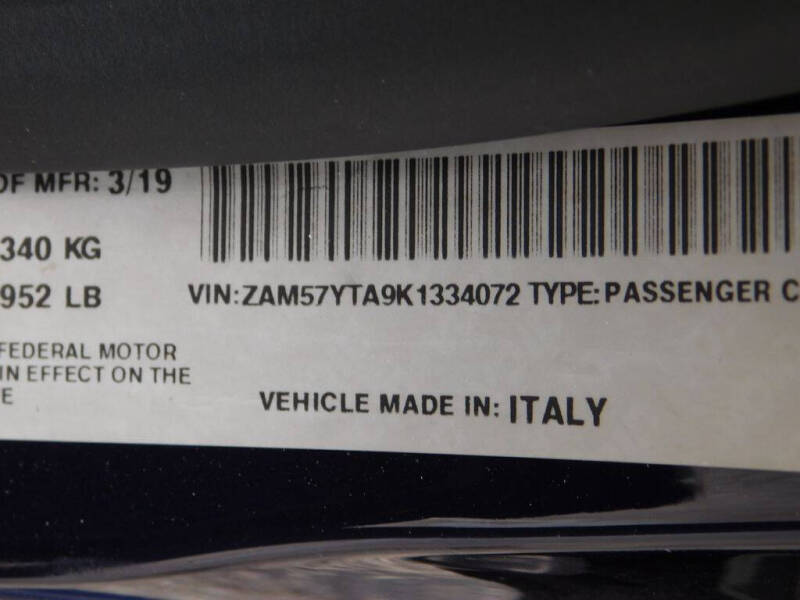 OF MFR: 3/19
340 KG
952 LB
VIN:ZAM57YTA9K1334072 TYPE:PASSENGER C
FEDERAL MOTOR
IN EFFECT ON THE
E
VEHICLE MADE IN: ITALY